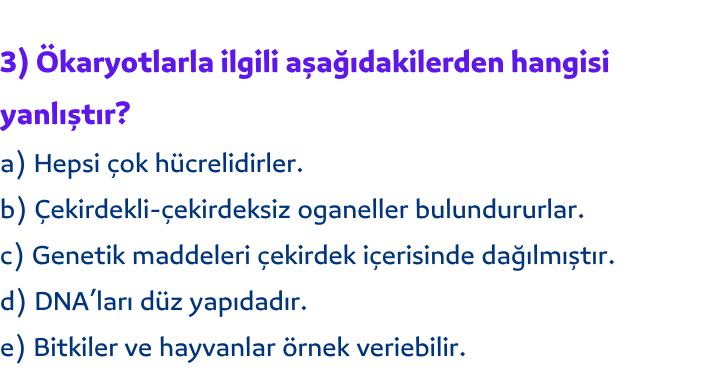 3) Ökaryotlarla ilgili aşağıdakilerden hangisi
yanlıştır?
a) Hepsi çok hücrelidirler.
b) Çekirdekli-çekirdeksiz oganeller bulundururlar.
c) Genetik maddeleri çekirdek içerisinde dağılmıştır.
d) DNA’ları düz yapıdadır.
e) Bitkiler ve hayvanlar örnek veriebilir.